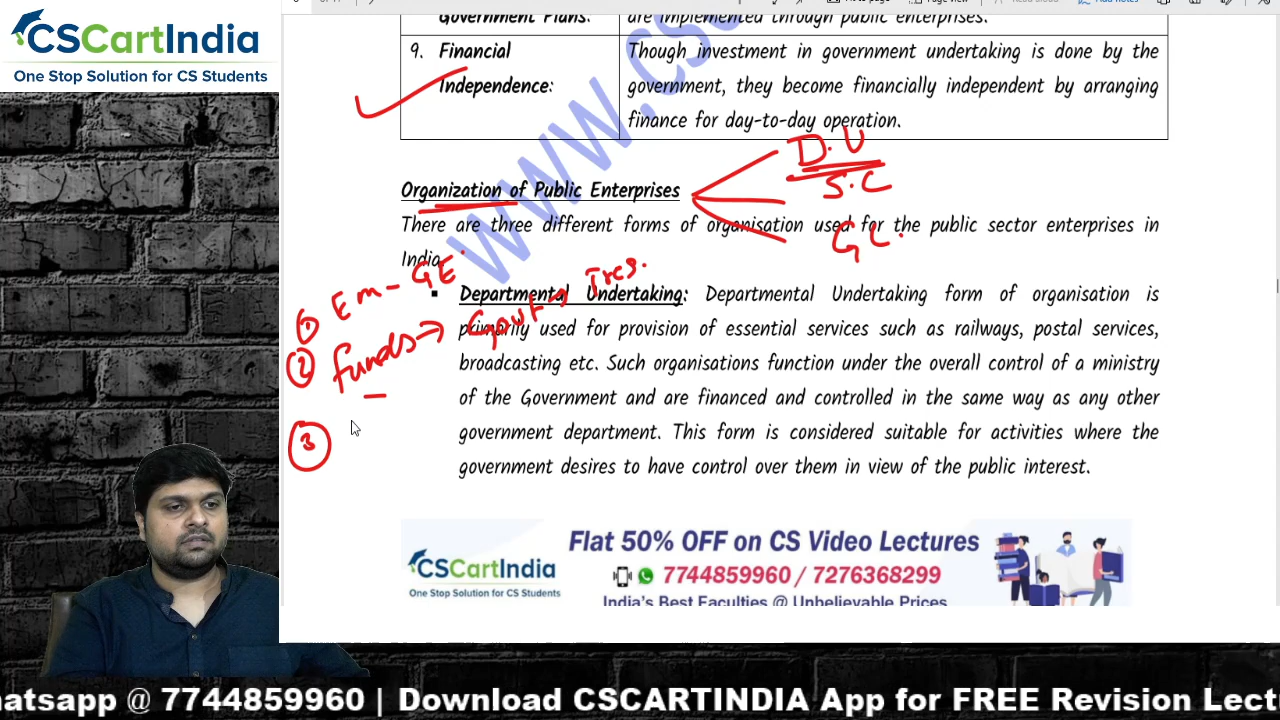 CSCartIndia
One Stop Solution for CS Students
Government Plans:
are implemented through public enterprises.
9. Financial Independence:
Though investment in government undertaking is done by the
government, they become financially independent by arranging
finance for day-to-day operation.
www.csc
D.U
S.C
G C.
Organization of Public Enterprises
There are three different forms of organisation used for the public sector enterprises in
India
① Em - GE
② funds → Govt → Tres.
③
▪ Departmental Undertaking: Departmental Undertaking form of organisation is
primarily used for provision of essential services such as railways, postal services,
broadcasting etc. Such organisations function under the overall control of a ministry
of the Government and are financed and controlled in the same way as any other
government department. This form is considered suitable for activities where the
government desires to have control over them in view of the public interest.
CSCartIndia
One Stop Solution for CS Students
Flat 50% OFF on CS Video Lectures
7744859960 / 7276368299
India's Best Faculties @ Unbelievable Prices
hatsapp @ 7744859960 | Download CSCARTINDIA App for FREE Revision Lect